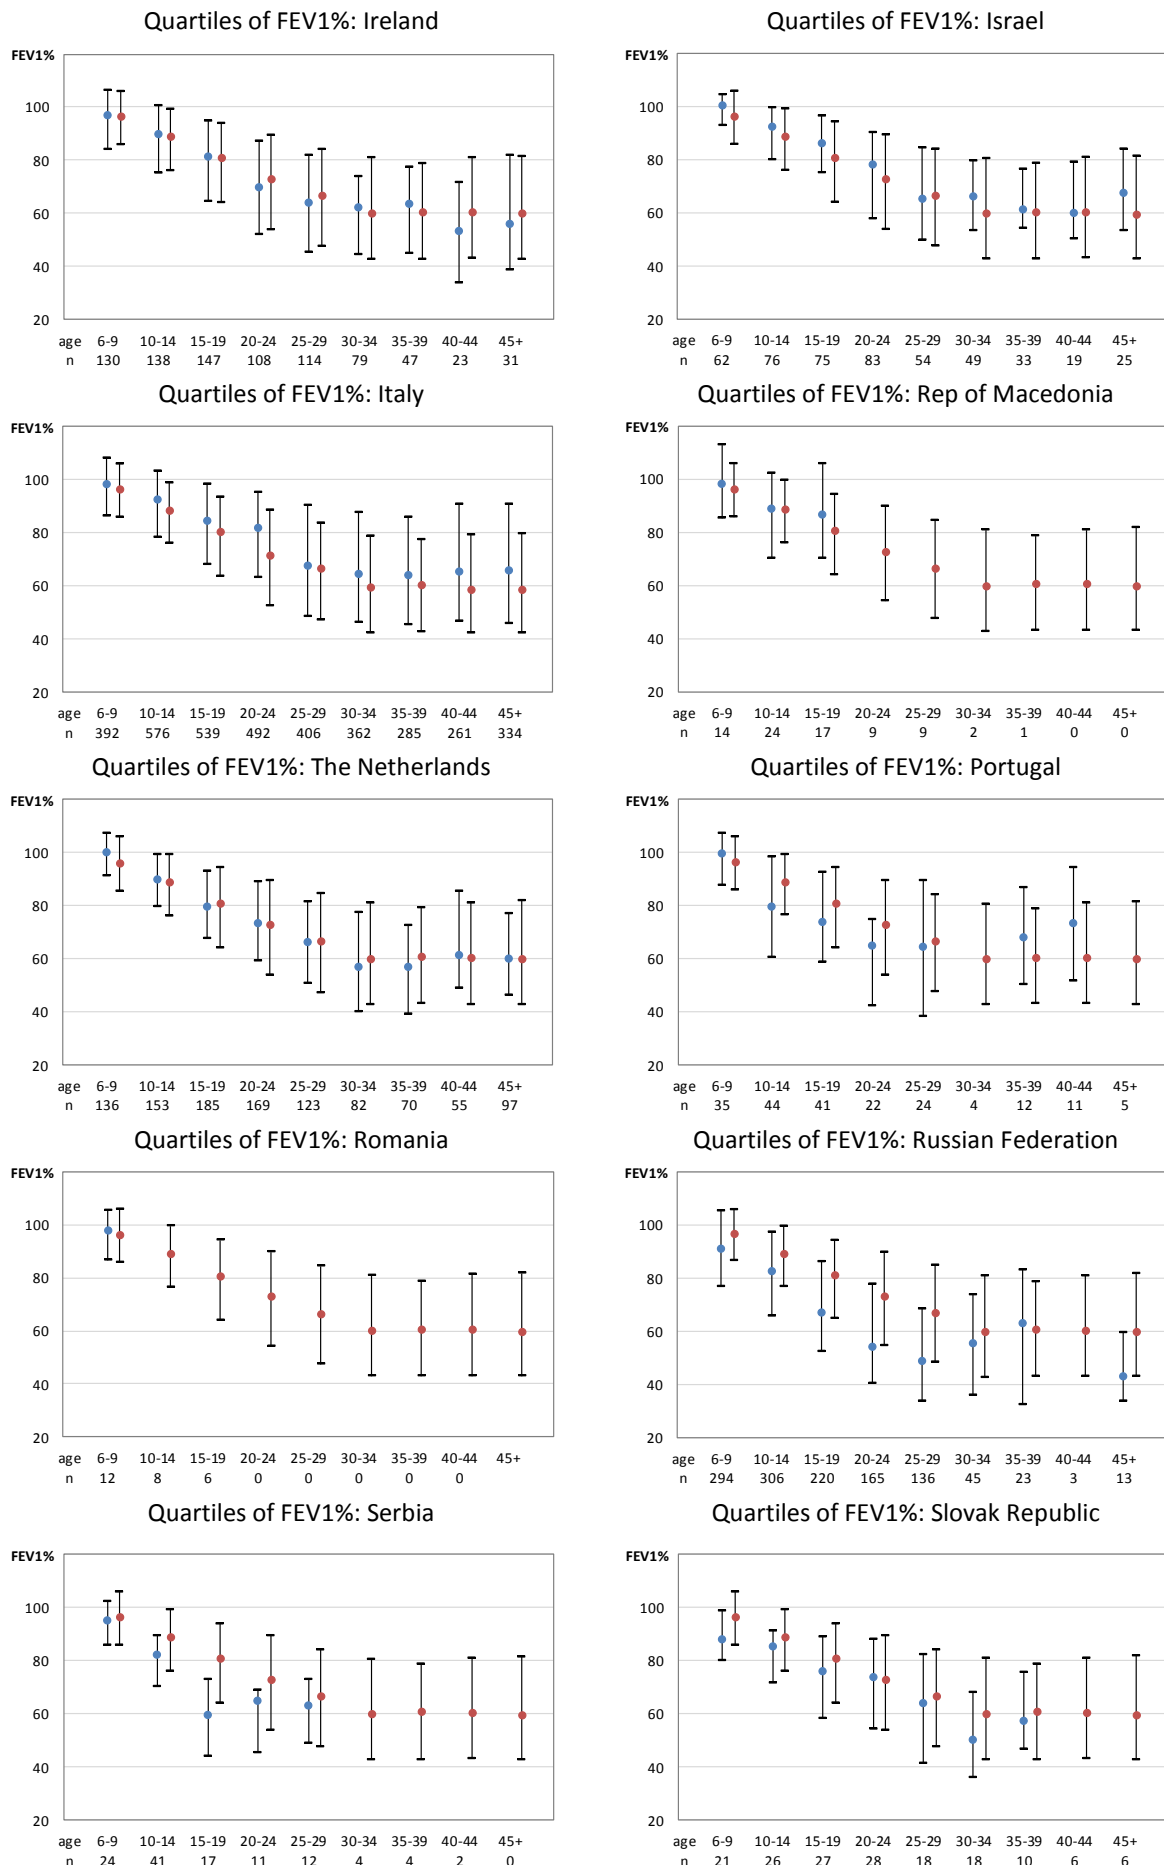 Quartiles of FEV1%: Ireland
FEV1%
100
80
60
40
20
age 6-9 10-14 15-19 20-24 25-29 30-34 35-39 40-44 45+
n 130 138 147 108 114 79 47 23 31
Quartiles of FEV1%: Israel
FEV1%
100
80
60
40
20
age 6-9 10-14 15-19 20-24 25-29 30-34 35-39 40-44 45+
n 62 76 75 83 54 49 33 19 25
Quartiles of FEV1%: Italy
FEV1%
100
80
60
40
20
age 6-9 10-14 15-19 20-24 25-29 30-34 35-39 40-44 45+
n 392 576 539 492 406 362 285 261 334
Quartiles of FEV1%: Rep of Macedonia
FEV1%
100
80
60
40
20
age 6-9 10-14 15-19 20-24 25-29 30-34 35-39 40-44 45+
n 14 24 17 9 9 2 1 0 0
Quartiles of FEV1%: The Netherlands
FEV1%
100
80
60
40
20
age 6-9 10-14 15-19 20-24 25-29 30-34 35-39 40-44 45+
n 136 153 185 169 123 82 70 55 97
Quartiles of FEV1%: Portugal
FEV1%
100
80
60
40
20
age 6-9 10-14 15-19 20-24 25-29 30-34 35-39 40-44 45+
n 35 44 41 22 24 4 12 11 5
Quartiles of FEV1%: Romania
FEV1%
100
80
60
40
20
age 6-9 10-14 15-19 20-24 25-29 30-34 35-39 40-44 45+
n 12 8 6 0 0 0 0 0
Quartiles of FEV1%: Russian Federation
FEV1%
100
80
60
40
20
age 6-9 10-14 15-19 20-24 25-29 30-34 35-39 40-44 45+
n 294 306 220 165 136 45 23 3 13
Quartiles of FEV1%: Serbia
FEV1%
100
80
60
40
20
age 6-9 10-14 15-19 20-24 25-29 30-34 35-39 40-44 45+
n 24 41 17 11 12 4 4 2 0
Quartiles of FEV1%: Slovak Republic
FEV1%
100
80
60
40
20
age 6-9 10-14 15-19 20-24 25-29 30-34 35-39 40-44 45+
n 21 26 27 28 18 18 10 6 6